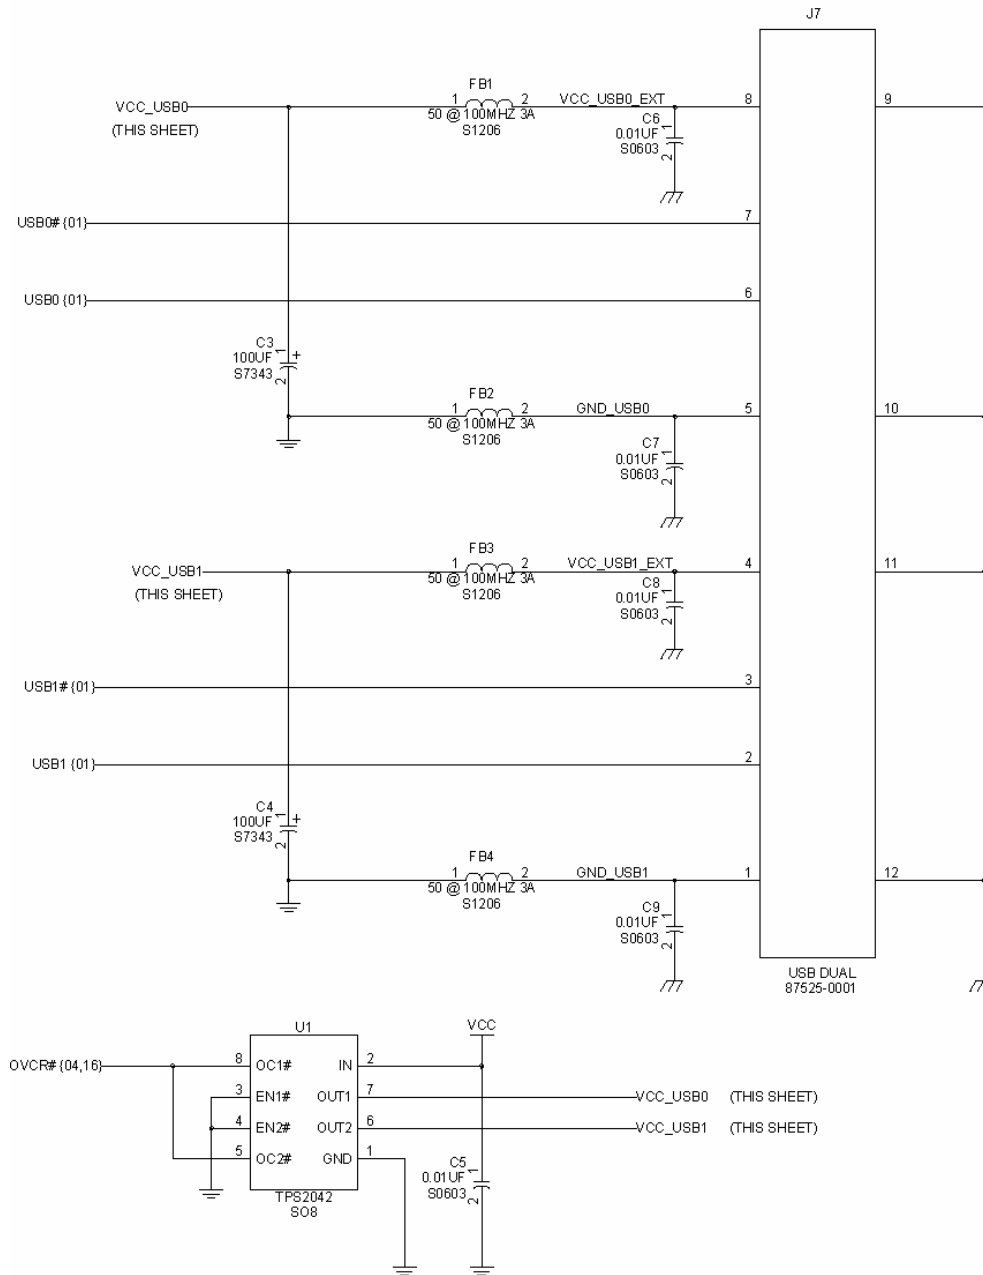 J7
FB1
1 2 VCC_USB0_EXT 8 9
VCC_USB0
50 @ 100MHZ 3A
S1206
(THIS SHEET)
C6
0.01UF
S0603
1
2
USB0# {01} 7
USB0 {01} 6
C3
100UF
S7343
1
+
2
FB2
1 2 GND_USB0 5 10
50 @ 100MHZ 3A
S1206
C7
0.01UF
S0603
1
2
FB3
1 2 VCC_USB1_EXT 4 11
VCC_USB1
50 @ 100MHZ 3A
S1206
(THIS SHEET)
C8
0.01UF
S0603
1
2
USB1# {01} 3
USB1 {01} 2
C4
100UF
S7343
1
+
2
FB4
1 2 GND_USB1 1 12
50 @ 100MHZ 3A
S1206
C9
0.01UF
S0603
1
2
USB DUAL
87525-0001
U1
VCC
OVCR# {04,16} 8 OC1# IN 2
3 EN1# OUT1 7 VCC_USB0 (THIS SHEET)
4 EN2# OUT2 6 VCC_USB1 (THIS SHEET)
5 OC2# GND 1
TPS2042
SO8
C5
0.01UF
S0603
1
2